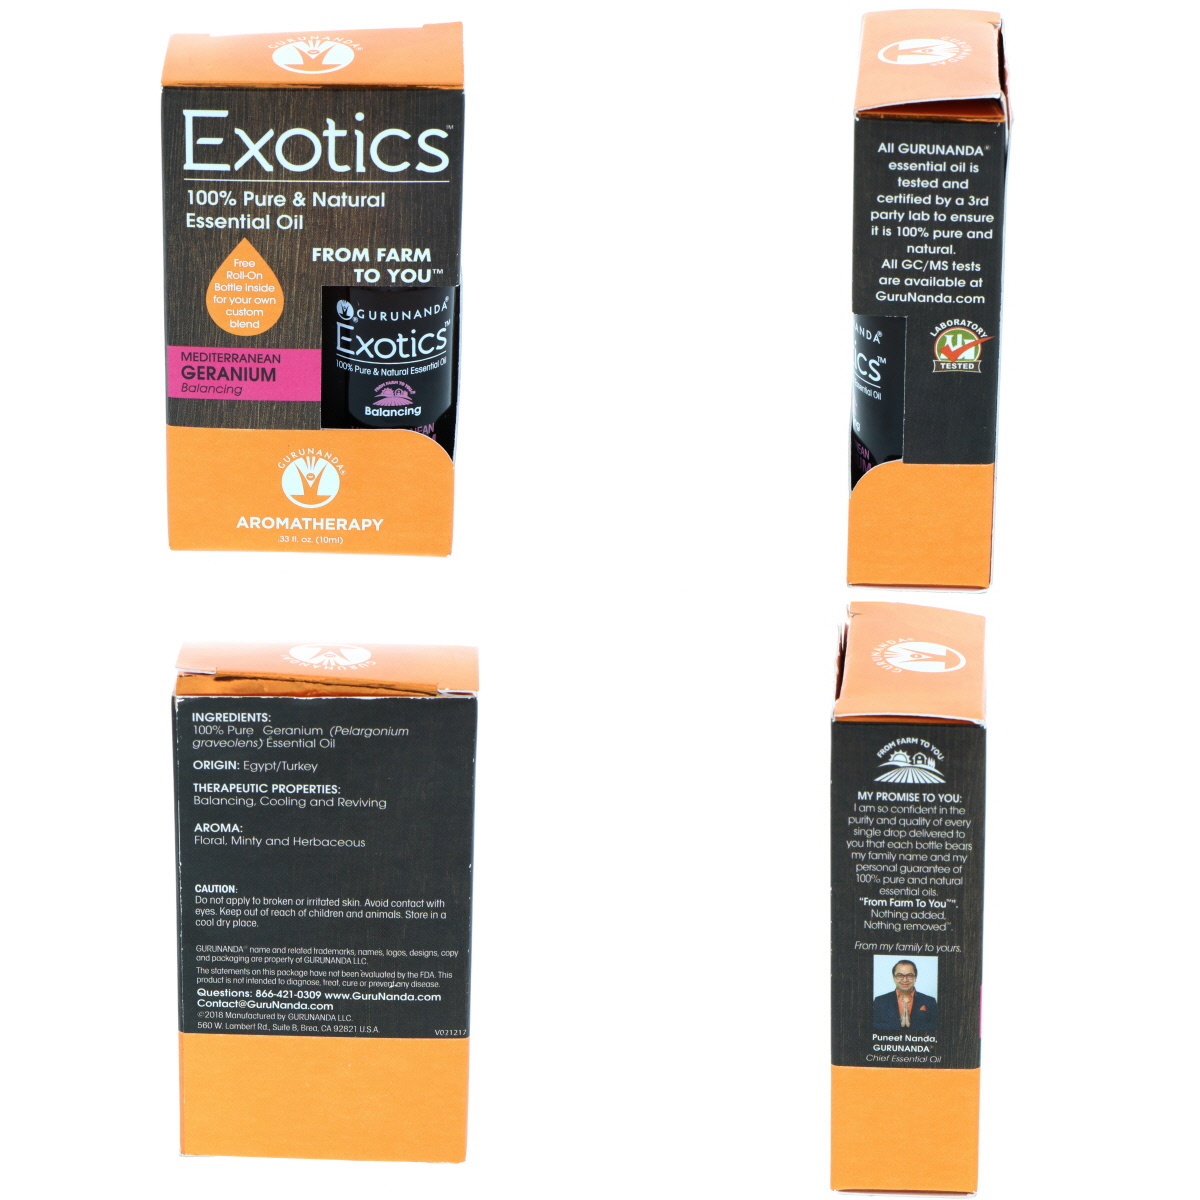 GURUNANDA®
Exotics™
100% Pure & Natural
Essential Oil
FROM FARM
TO YOU™
Free
Roll-On
Bottle inside
for your own
custom
blend
MEDITERRANEAN
GERANIUM
Balancing
GURUNANDA®
Exotics™
100% Pure & Natural Essential Oil
FROM FARM TO YOU
Balancing
GURUNANDA®
AROMATHERAPY
.33 fl. oz. (10ml)
GURUNANDA®
All GURUNANDA®
essential oil is
tested and
certified by a 3rd
party lab to ensure
it is 100% pure and
natural.
All GC/MS tests
are available at
GuruNanda.com
LABORATORY
TESTED
ANDA®
ics™
ential Oil
GURUNANDA®
INGREDIENTS:
100% Pure Geranium (Pelargonium
graveolens) Essential Oil
ORIGIN: Egypt/Turkey
THERAPEUTIC PROPERTIES:
Balancing, Cooling and Reviving
AROMA:
Floral, Minty and Herbaceous
CAUTION:
Do not apply to broken or irritated skin. Avoid contact with
eyes. Keep out of reach of children and animals. Store in a
cool dry place.
GURUNANDA® name and related trademarks, names, logos, designs, copy
and packaging are property of GURUNANDA LLC.
The statements on this package have not been evaluated by the FDA. This
product is not intended to diagnose, treat, cure or prevent any disease.
Questions: 866-421-0309 www.GuruNanda.com
Contact@GuruNanda.com
©2018 Manufactured by GURUNANDA LLC.
560 W. Lambert Rd., Suite B, Brea, CA 92821 U.S.A.
V021217
GURUNANDA®
FROM FARM TO YOU
MY PROMISE TO YOU:
I am so confident in the
purity and quality of every
single drop delivered to
you that each bottle bears
my family name and my
personal guarantee of
100% pure and natural
essential oils.
"From Farm To You™".
Nothing added,
Nothing removed™.
From my family to yours,
Puneet Nanda,
GURUNANDA®
Chief Essential Oil